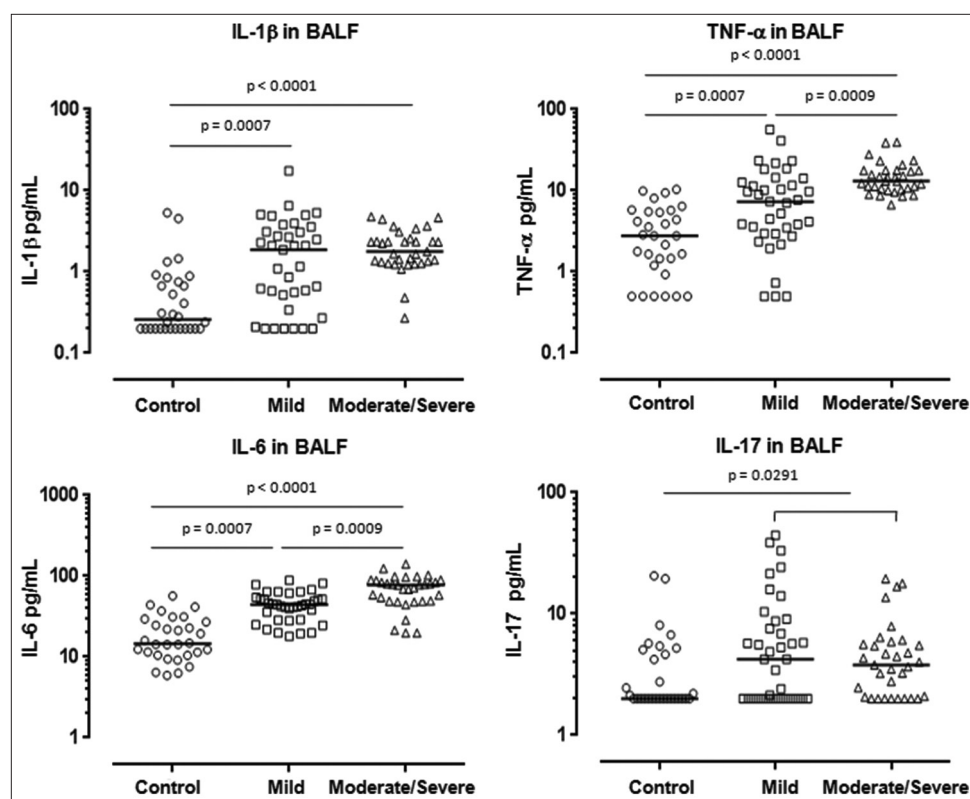 IL-1β in BALF
p < 0.0001
p = 0.0007
100
10
1
0.1
IL-1β pg/mL
Control Mild Moderate/Severe
TNF-α in BALF
p < 0.0001
p = 0.0007 p = 0.0009
100
10
1
0.1
TNF-α pg/mL
Control Mild Moderate/Severe
IL-6 in BALF
p < 0.0001
p = 0.0007 p = 0.0009
1000
100
10
1
IL-6 pg/mL
Control Mild Moderate/Severe
IL-17 in BALF
p = 0.0291
100
10
1
IL-17 pg/mL
Control Mild Moderate/Severe